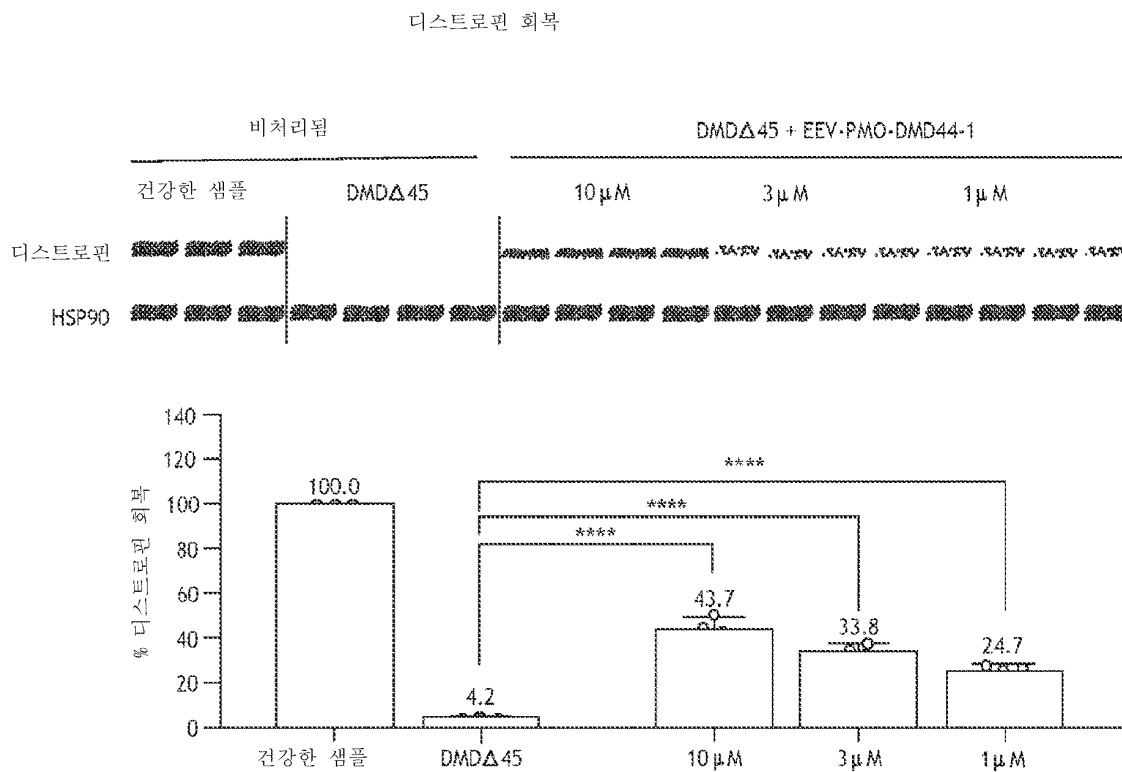 디스트로핀 회복
비처리됨
DMDΔ45 + EEV-PMO-DMD44-1
건강한 샘플
DMDΔ45
10μM
3μM
1μM
디스트로핀
HSP90
% 디스트로핀 회복
140
120
100
80
60
40
20
0
100.0
4.2
43.7
33.8
24.7
****
****
****
건강한 샘플
DMDΔ45
10μM
3μM
1μM